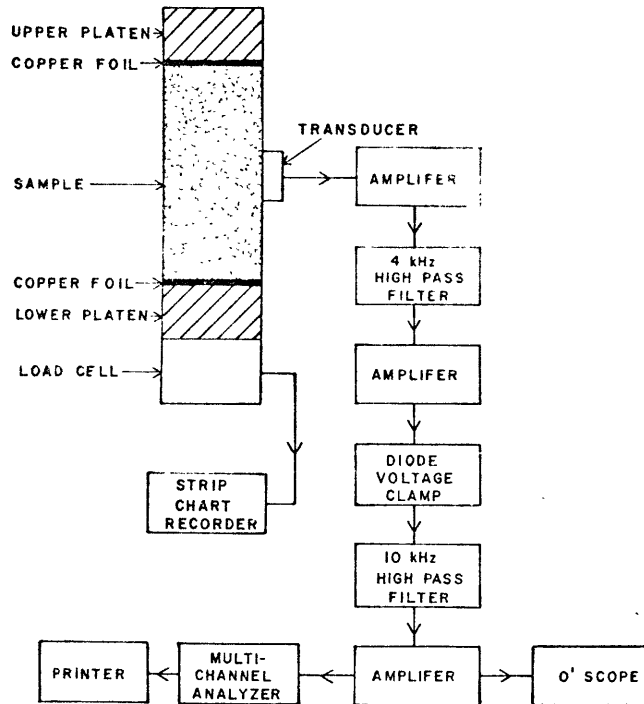 UPPER PLATEN
COPPER FOIL
TRANSDUCER
SAMPLE
AMPLIFER
4 kHz
HIGH PASS
FILTER
COPPER FOIL
LOWER PLATEN
LOAD CELL
AMPLIFER
DIODE
VOLTAGE
CLAMP
STRIP
CHART
RECORDER
10 kHz
HIGH PASS
FILTER
PRINTER
MULTI-
CHANNEL
ANALYZER
AMPLIFER
O' SCOPE